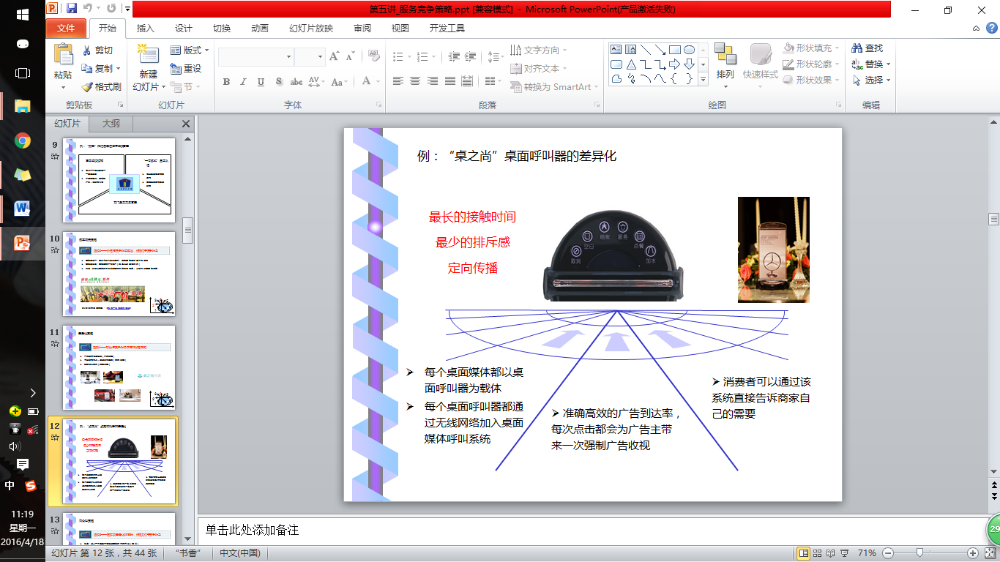 第五讲_服务竞争策略.ppt [兼容模式] - Microsoft PowerPoint(产品激活失败)
文件 开始 插入 设计 切换 动画 幻灯片放映 审阅 视图 开发工具
粘贴
剪切
复制
格式刷
剪贴板
新建
幻灯片
版式
重设
节
幻灯片
B I U S abc AV Aa A
字体
文字方向
对齐文本
转换为 SmartArt
段落
排列
快速样式
形状填充
形状轮廓
形状效果
绘图
查找
替换
选择
编辑
幻灯片 大纲
9
10
11
12
13
例：“桌之尚”桌面呼叫器的差异化
最长的接触时间
最少的排斥感
定向传播
取消
空白
结帐
服务
点餐
加水
每个桌面媒体都以桌
面呼叫器为载体
每个桌面呼叫器都通
过无线网络加入桌面
媒体呼叫系统
准确高效的广告到达率，
每次点击都会为广告主带
来一次强制广告收视
消费者可以通过该
系统直接告诉商家自
己的需要
单击此处添加备注
中
11:19
星期一
2016/4/18
幻灯片 第 12 张，共 44 张 “书香” 中文(中国) 71%
29